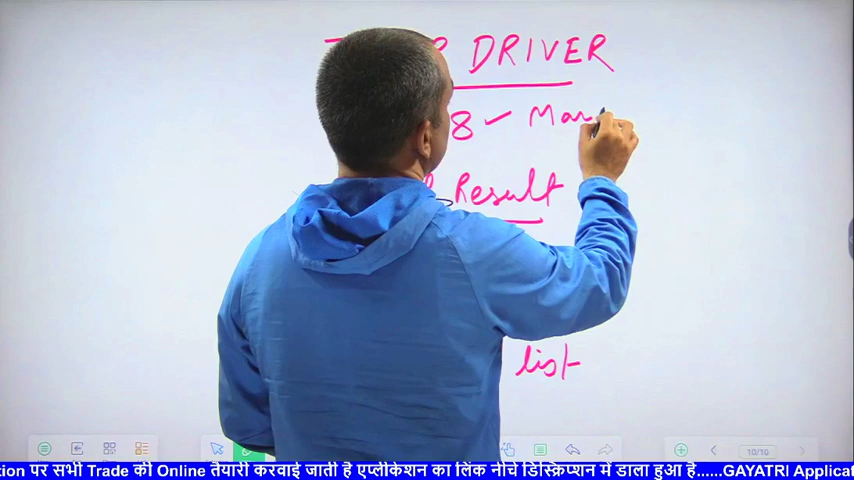 DRIVER
8 - Mar
Result
list
10/10
tion पर सभी Trade की Online तैयारी करवाई जाती है एप्लीकेशन का लिंक नीचे डिस्क्रिप्शन में डाला हुआ है......GAYATRI Applicat